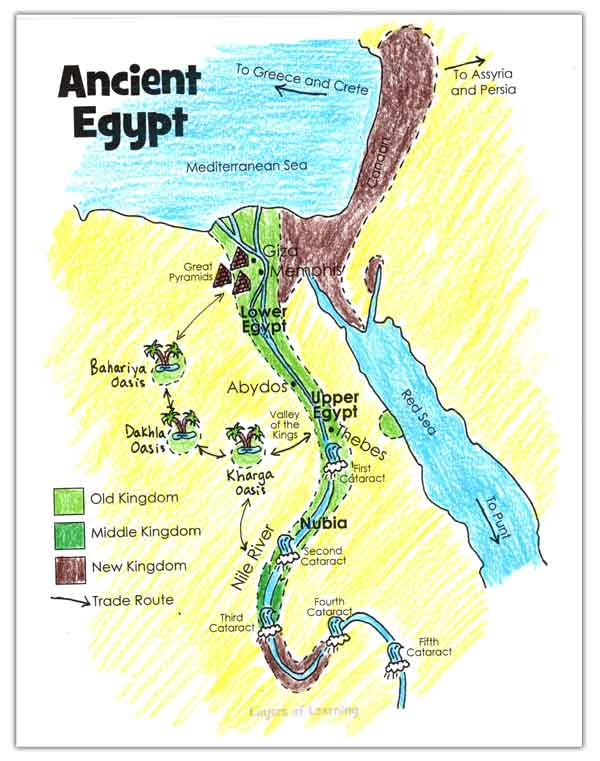 Ancient
Egypt
To Greece and Crete
To Assyria
and Persia
Canaan
Mediterranean Sea
Giza
Great
Pyramids
Memphis
Lower
Egypt
Bahariya
Oasis
Abydos
Upper
Egypt
Red Sea
Valley
of the
Kings
Thebes
Dakhla
Oasis
Kharga
Oasis
First
Cataract
Old Kingdom
Middle Kingdom
New Kingdom
Trade Route
To Punt
Nubia
Nile River
Second
Cataract
Third
Cataract
Fourth
Cataract
Fifth
Cataract
Layers of Learning